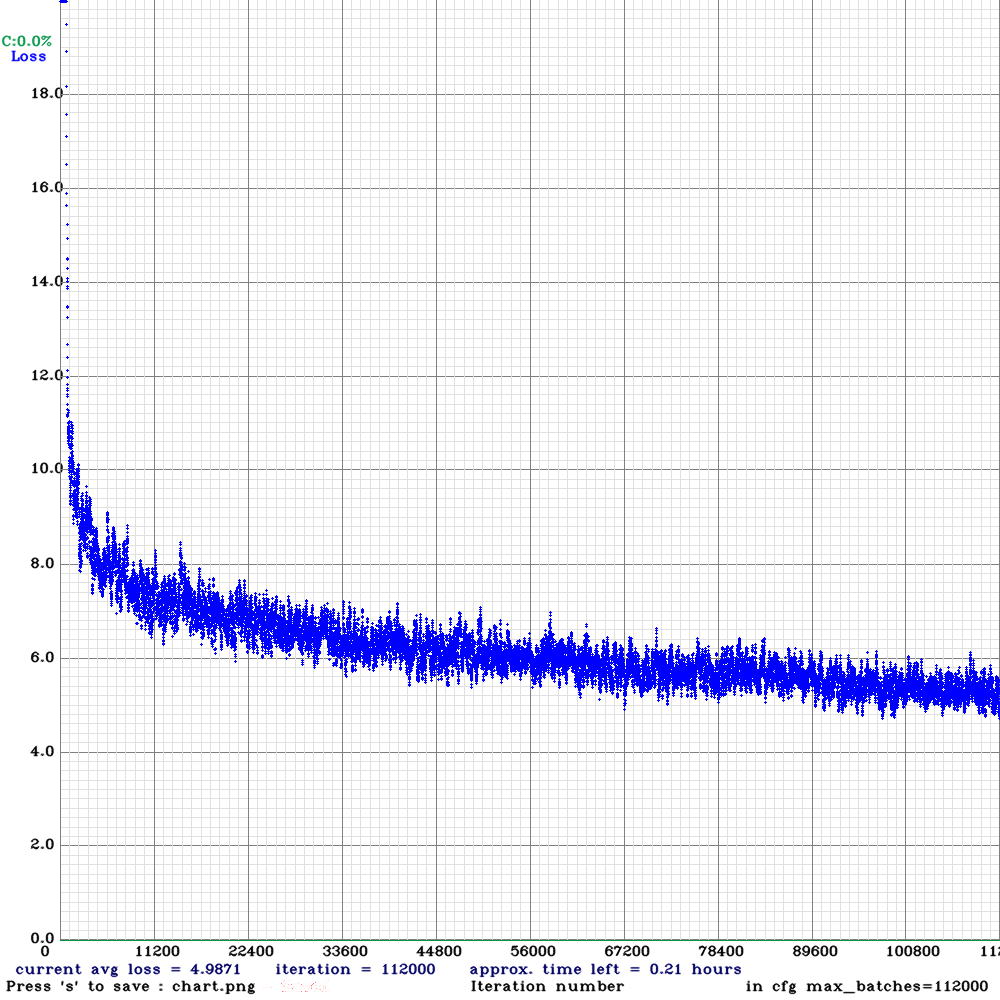 C:0.0%
Loss
18.0
16.0
14.0
12.0
10.0
8.0
6.0
4.0
2.0
0.0
0 11200 22400 33600 44800 56000 67200 78400 89600 100800 112
current avg loss = 4.9871 iteration = 112000 approx. time left = 0.21 hours
Press 's' to save : chart.png Iteration number in cfg max_batches=112000